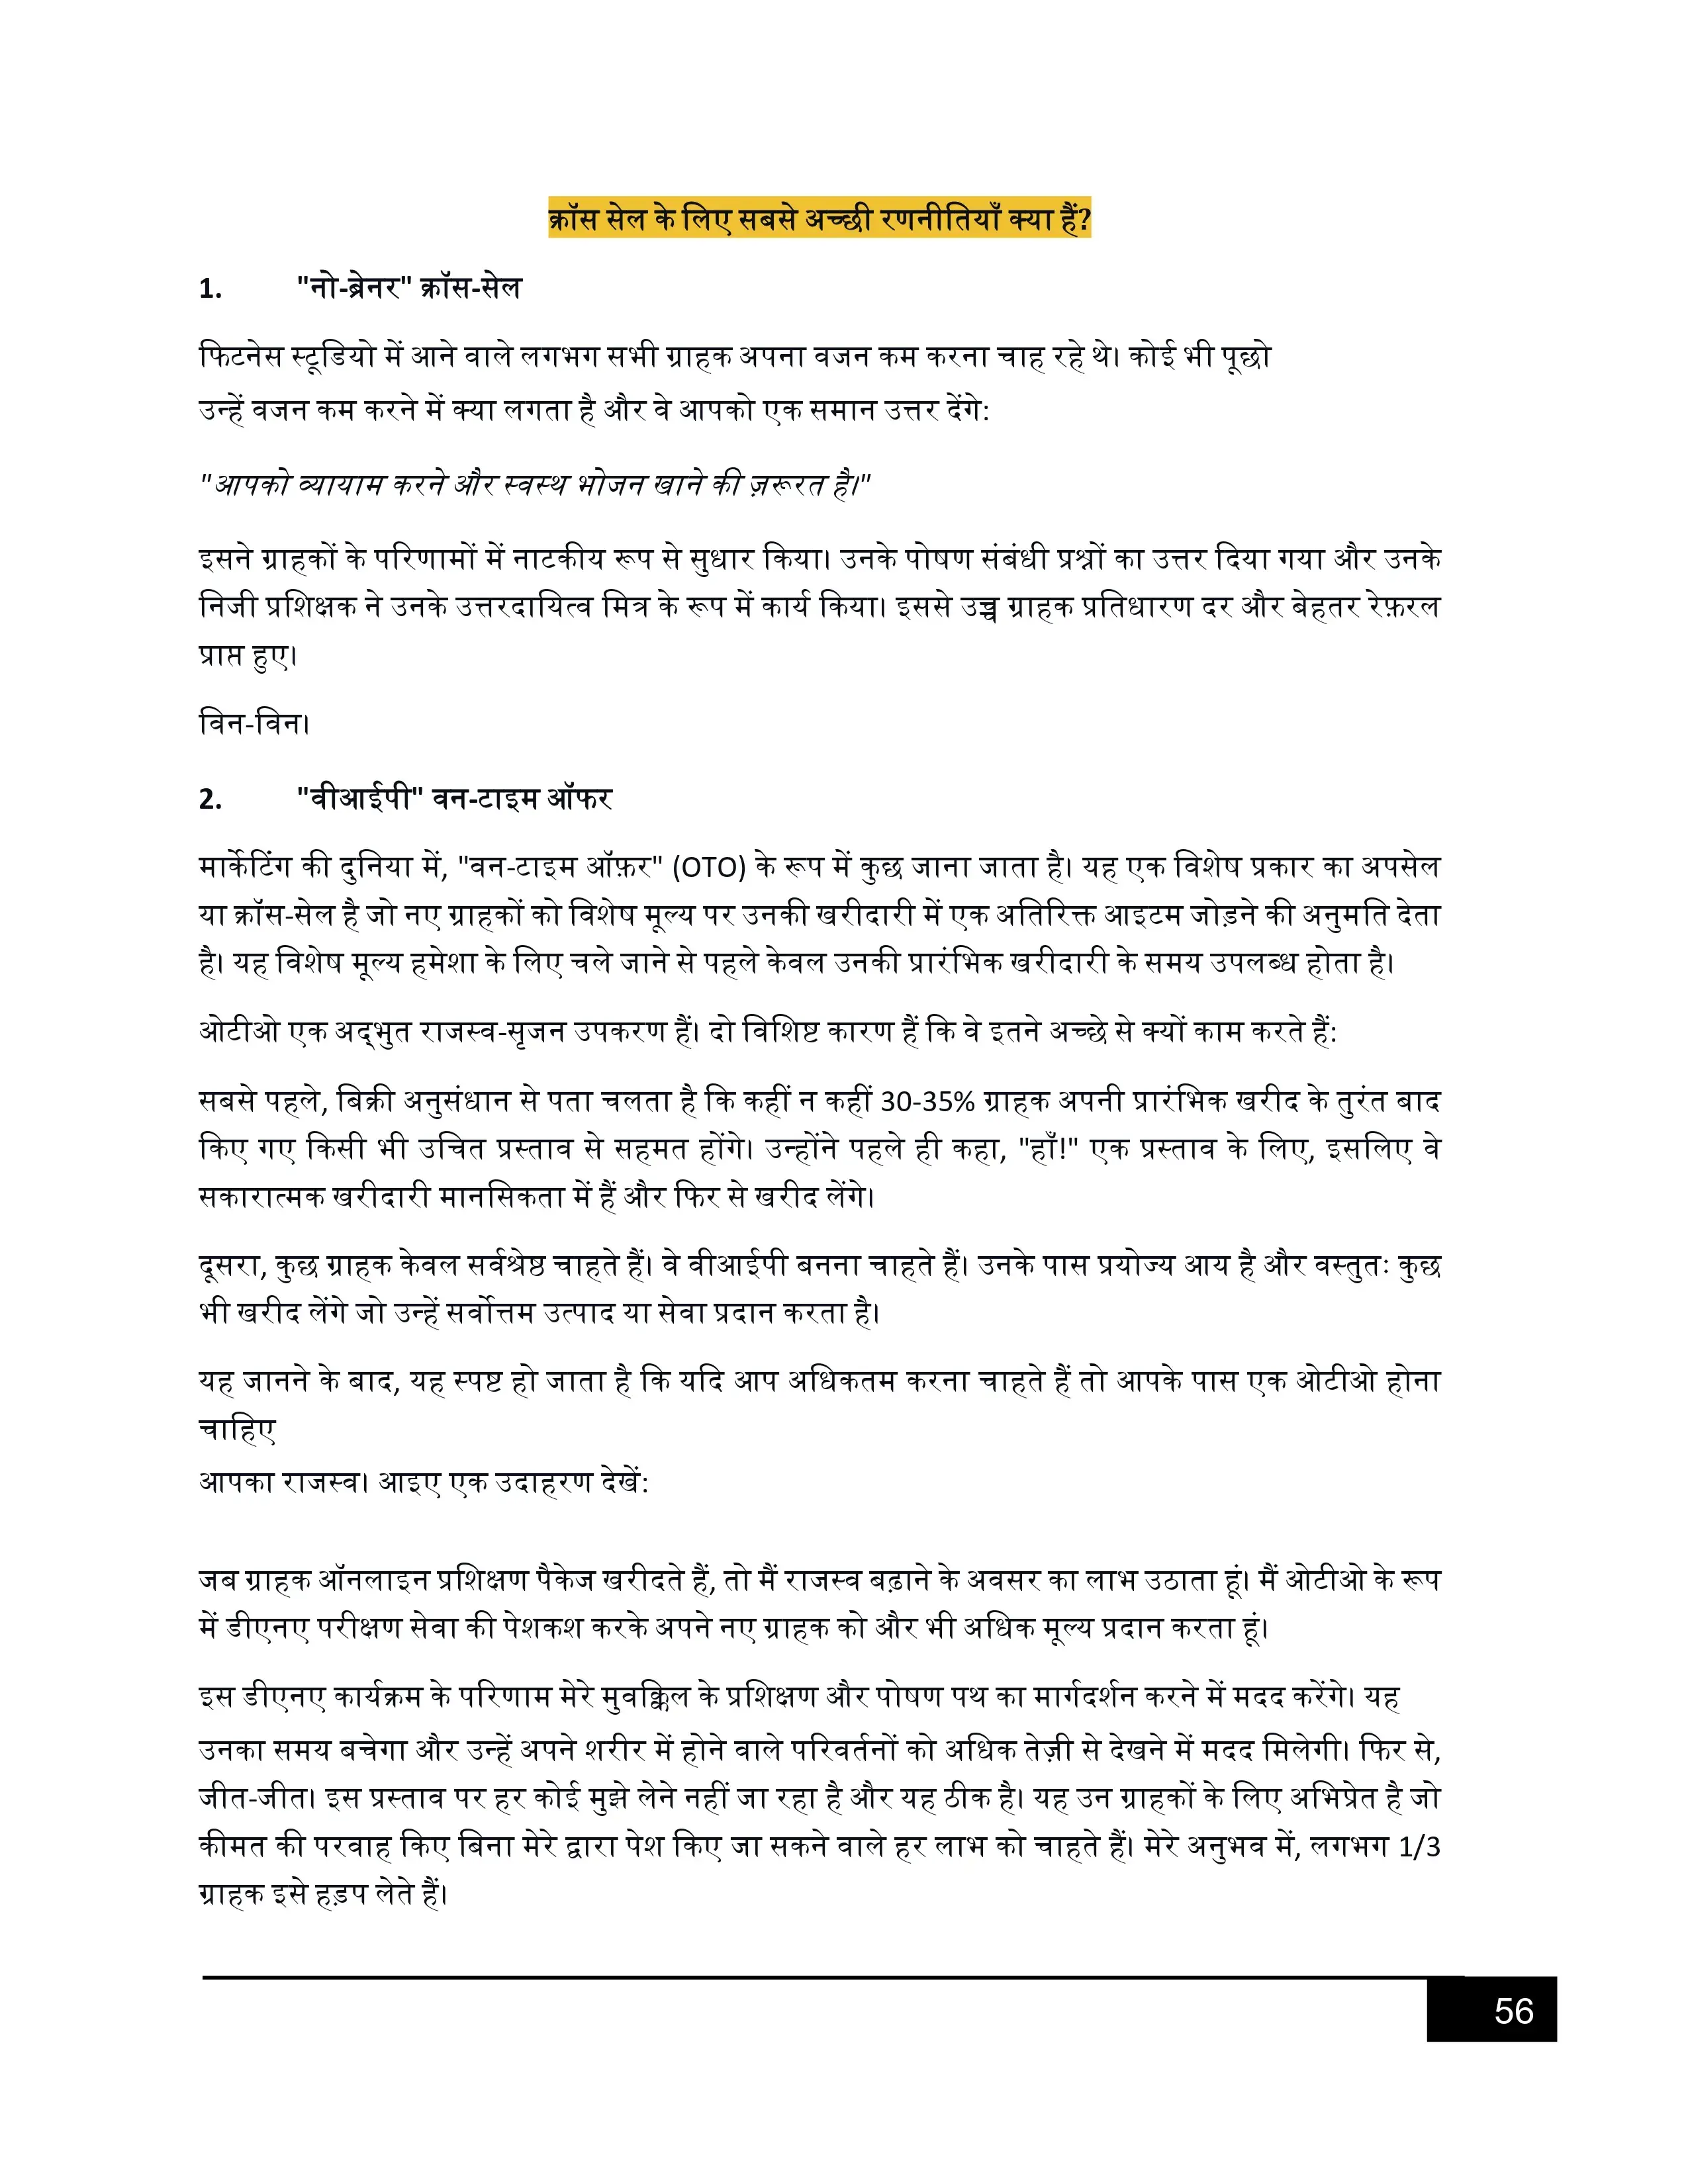 क्रॉस सेल के लिए सबसे अच्छी रणनीतियाँ क्या हैं?
1. "नो-ब्रेनर" क्रॉस-सेल
फिटनेस स्टूडियो में आने वाले लगभग सभी ग्राहक अपना वजन कम करना चाह रहे थे। कोई भी पूछो
उन्हें वजन कम करने में क्या लगता है और वे आपको एक समान उत्तर देंगे:
"आपको व्यायाम करने और स्वस्थ भोजन खाने की ज़रूरत है।"
इसने ग्राहकों के परिणामों में नाटकीय रूप से सुधार किया। उनके पोषण संबंधी प्रश्नों का उत्तर दिया गया और उनके
निजी प्रशिक्षक ने उनके उत्तरदायित्व मित्र के रूप में कार्य किया। इससे उच्च ग्राहक प्रतिधारण दर और बेहतर रेफ़रल
प्राप्त हुए।
विन-विन।
2. "वीआईपी" वन-टाइम ऑफर
मार्केटिंग की दुनिया में, "वन-टाइम ऑफ़र" (OTO) के रूप में कुछ जाना जाता है। यह एक विशेष प्रकार का अपसेल
या क्रॉस-सेल है जो नए ग्राहकों को विशेष मूल्य पर उनकी खरीदारी में एक अतिरिक्त आइटम जोड़ने की अनुमति देता
है। यह विशेष मूल्य हमेशा के लिए चले जाने से पहले केवल उनकी प्रारंभिक खरीदारी के समय उपलब्ध होता है।
ओटीओ एक अद्भुत राजस्व-सृजन उपकरण हैं। दो विशिष्ट कारण हैं कि वे इतने अच्छे से क्यों काम करते हैं:
सबसे पहले, बिक्री अनुसंधान से पता चलता है कि कहीं न कहीं 30-35% ग्राहक अपनी प्रारंभिक खरीद के तुरंत बाद
किए गए किसी भी उचित प्रस्ताव से सहमत होंगे। उन्होंने पहले ही कहा, "हाँ!" एक प्रस्ताव के लिए, इसलिए वे
सकारात्मक खरीदारी मानसिकता में हैं और फिर से खरीद लेंगे।
दूसरा, कुछ ग्राहक केवल सर्वश्रेष्ठ चाहते हैं। वे वीआईपी बनना चाहते हैं। उनके पास प्रयोज्य आय है और वस्तुतः कुछ
भी खरीद लेंगे जो उन्हें सर्वोत्तम उत्पाद या सेवा प्रदान करता है।
यह जानने के बाद, यह स्पष्ट हो जाता है कि यदि आप अधिकतम करना चाहते हैं तो आपके पास एक ओटीओ होना
चाहिए
आपका राजस्व। आइए एक उदाहरण देखें:
जब ग्राहक ऑनलाइन प्रशिक्षण पैकेज खरीदते हैं, तो मैं राजस्व बढ़ाने के अवसर का लाभ उठाता हूं। मैं ओटीओ के रूप
में डीएनए परीक्षण सेवा की पेशकश करके अपने नए ग्राहक को और भी अधिक मूल्य प्रदान करता हूं।
इस डीएनए कार्यक्रम के परिणाम मेरे मुवक्किल के प्रशिक्षण और पोषण पथ का मार्गदर्शन करने में मदद करेंगे। यह
उनका समय बचेगा और उन्हें अपने शरीर में होने वाले परिवर्तनों को अधिक तेज़ी से देखने में मदद मिलेगी। फिर से,
जीत-जीत। इस प्रस्ताव पर हर कोई मुझे लेने नहीं जा रहा है और यह ठीक है। यह उन ग्राहकों के लिए अभिप्रेत है जो
कीमत की परवाह किए बिना मेरे द्वारा पेश किए जा सकने वाले हर लाभ को चाहते हैं। मेरे अनुभव में, लगभग 1/3
ग्राहक इसे हड़प लेते हैं।
56